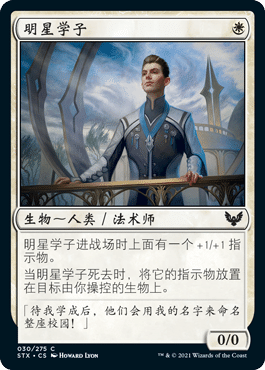 明星学子
生物～人类 / 法术师
明星学子进战场时上面有一个 +1/+1 指
示物。
当明星学子死去时，将它的指示物放置
在目标由你操控的生物上。
「待我学成后，他们会用我的名字来命名
整座校园！」
0/0
030/275 C
STX • CS Howard Lyon
™ & © 2021 Wizards of the Coast